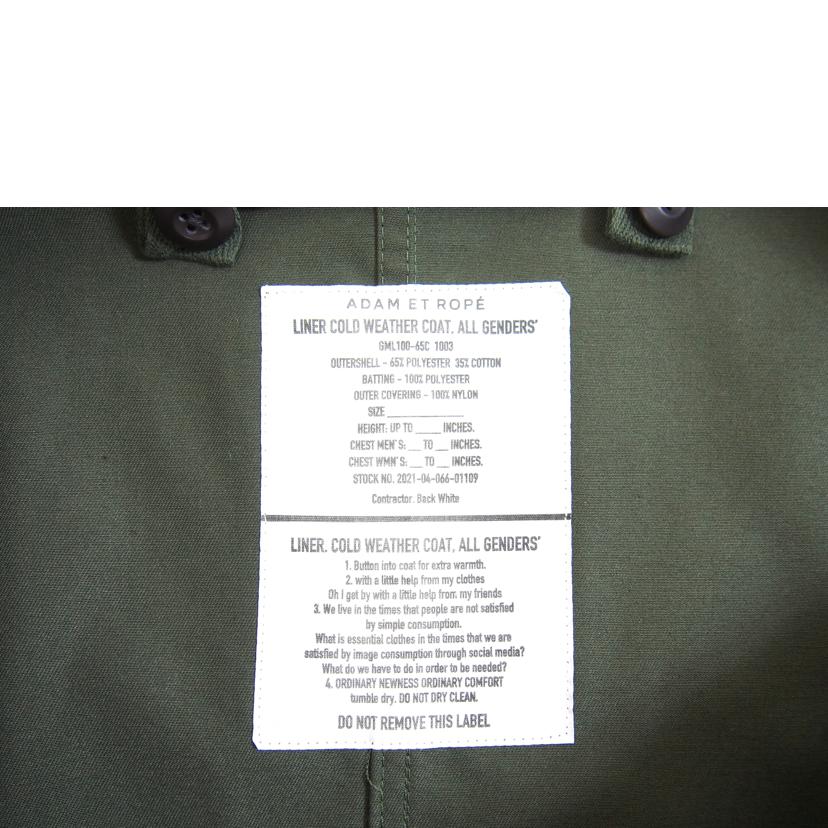 ADAM ET ROPÉ
LINER COLD WEATHER COAT, ALL GENDERS'
GML100-65C 1003
OUTERSHELL - 65% POLYESTER 35% COTTON
BATTING - 100% POLYESTER
OUTER COVERING - 100% NYLON
SIZE ____________
HEIGHT: UP TO ____ INCHES.
CHEST MEN'S: __ TO __ INCHES.
CHEST WMN'S: __ TO __ INCHES.
STOCK NO. 2021-04-066-01109
Contractor. Back White
LINER. COLD WEATHER COAT, ALL GENDERS'
1. Button into coat for extra warmth.
2. with a little help from my clothes
Oh I get by with a little help from my friends
3. We live in the times that people are not satisfied
by simple consumption.
What is essential clothes in the times that we are
satisfied by image consumption through social media?
What do we have to do in order to be needed?
4. ORDINARY NEWNESS ORDINARY COMFORT
tumble dry. DO NOT DRY CLEAN.
DO NOT REMOVE THIS LABEL